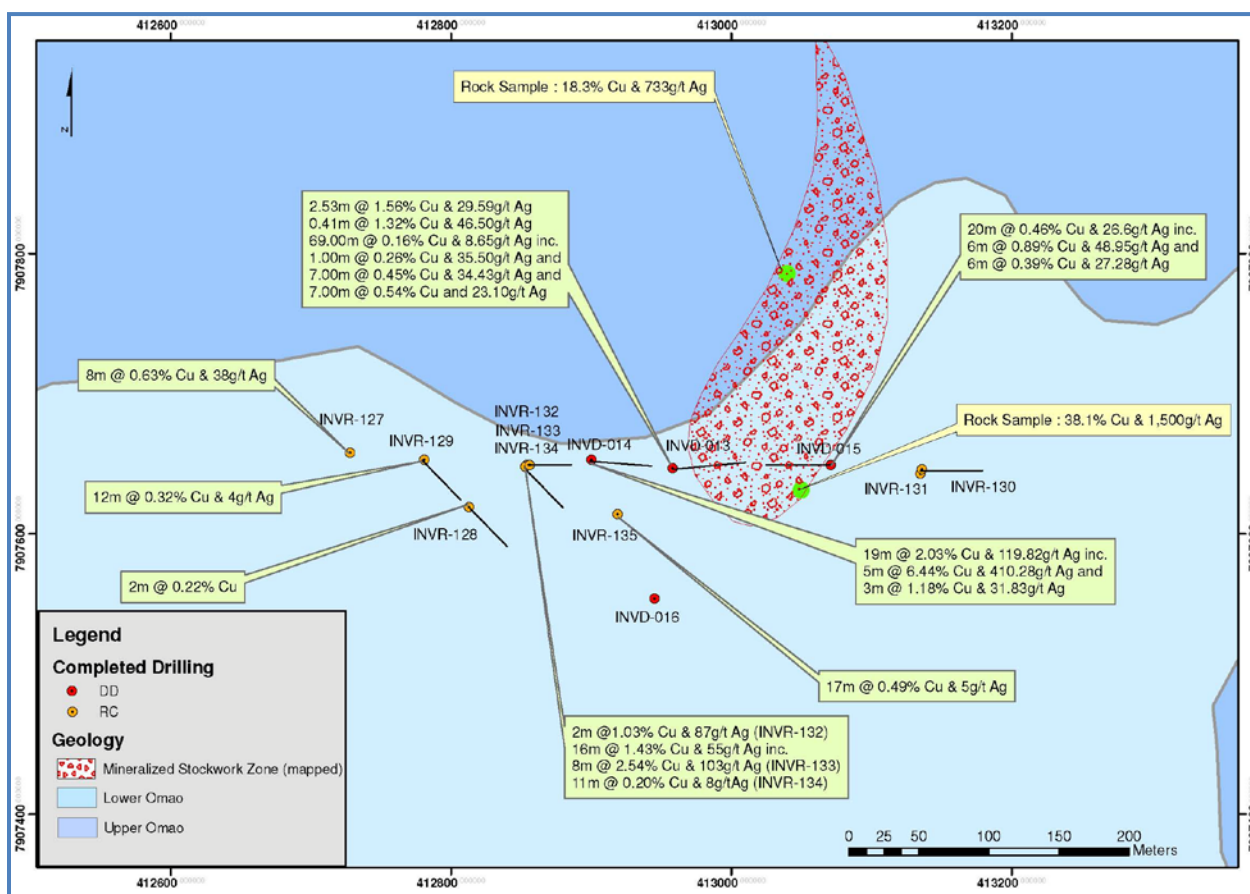 412600
412800
413000
413200
Rock Sample : 18.3% Cu & 733g/t Ag
N
2.53m @ 1.56% Cu & 29.59g/t Ag
0.41m @ 1.32% Cu & 46.50g/t Ag
69.00m @ 0.16% Cu & 8.65g/t Ag inc.
1.00m @ 0.26% Cu & 35.50g/t Ag and
7.00m @ 0.45% Cu & 34.43g/t Ag and
7.00m @ 0.54% Cu and 23.10g/t Ag
20m @ 0.46% Cu & 26.6g/t Ag inc.
6m @ 0.89% Cu & 48.95g/t Ag and
6m @ 0.39% Cu & 27.28g/t Ag
7907800
8m @ 0.63% Cu & 38g/t Ag
INVR-127
INVR-129
INVR-132
INVR-133
INVR-134
INVD-014
INVD-013
INVD-015
Rock Sample : 38.1% Cu & 1,500g/t Ag
INVR-131
INVR-130
12m @ 0.32% Cu & 4g/t Ag
INVR-128
INVR-135
7907600
2m @ 0.22% Cu
19m @ 2.03% Cu & 119.82g/t Ag inc.
5m @ 6.44% Cu & 410.28g/t Ag and
3m @ 1.18% Cu & 31.83g/t Ag
INVD-016
17m @ 0.49% Cu & 5g/t Ag
2m @1.03% Cu & 87g/t Ag (INVR-132)
16m @ 1.43% Cu & 55g/t Ag inc.
8m @ 2.54% Cu & 103g/t Ag (INVR-133)
11m @ 0.20% Cu & 8g/tAg (INVR-134)
Legend
Completed Drilling
DD
RC
Geology
Mineralized Stockwork Zone (mapped)
Lower Omao
Upper Omao
7907400
0 25 50 100 150 200
Meters
412600
412800
413000
413200